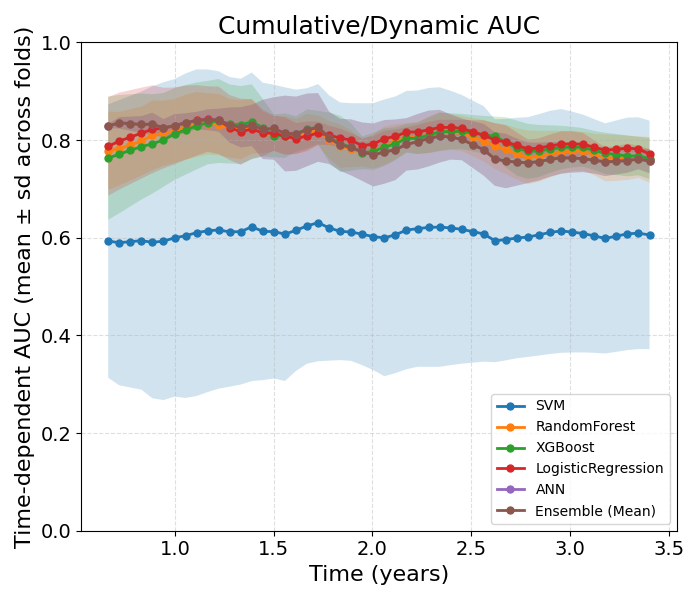 Cumulative/Dynamic AUC
Time-dependent AUC (mean ± sd across folds)
1.0
0.8
0.6
0.4
0.2
0.0
1.0 1.5 2.0 2.5 3.0 3.5
Time (years)
SVM
RandomForest
XGBoost
LogisticRegression
ANN
Ensemble (Mean)